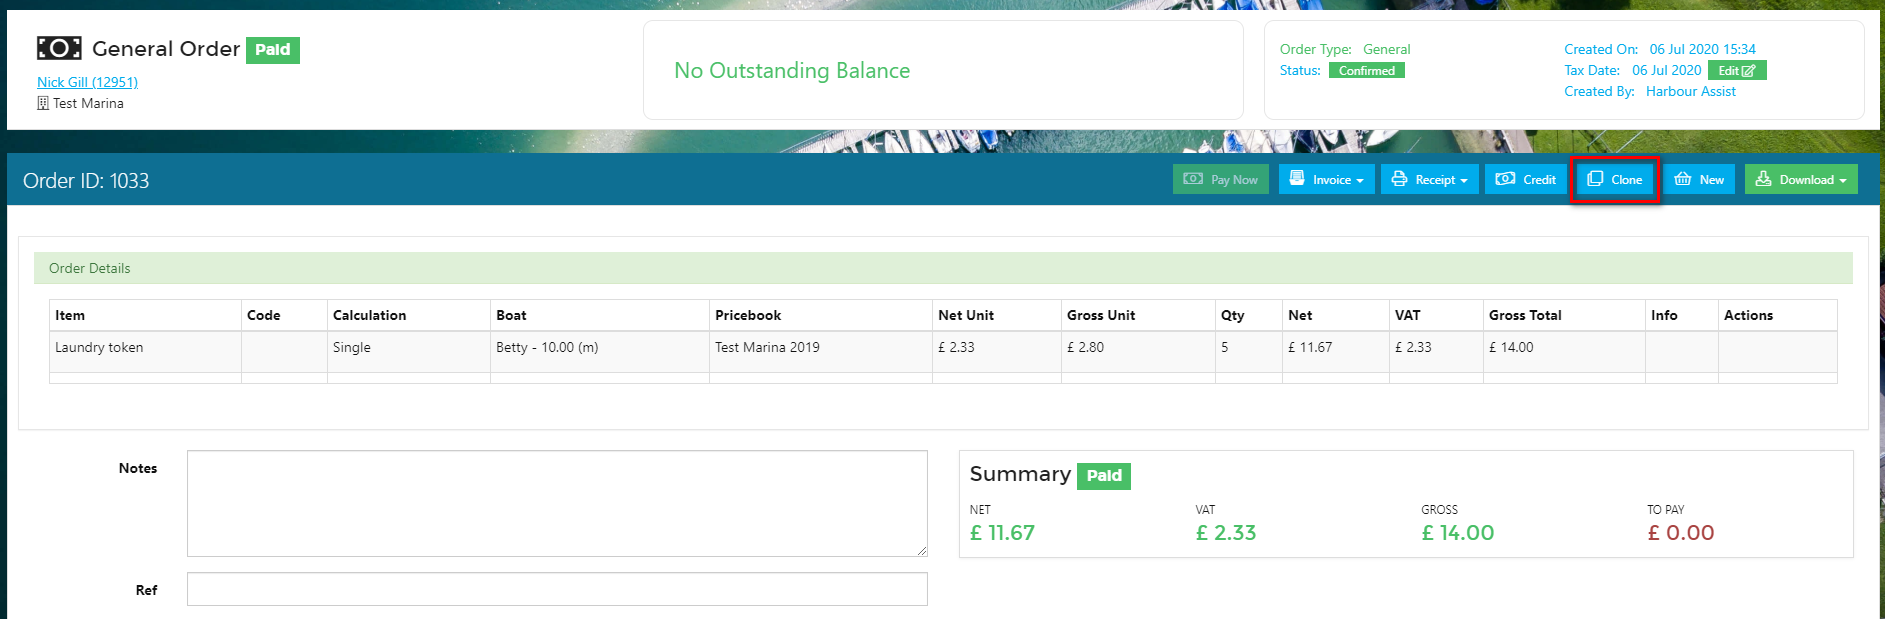 General Order Paid
Nick Gill (12951)
Test Marina
No Outstanding Balance
Order Type: General
Status: Confirmed
Created On: 06 Jul 2020 15:34
Tax Date: 06 Jul 2020 Edit
Created By: Harbour Assist
Order ID: 1033
Pay Now Invoice Receipt Credit Clone New Download
Order Details
Item Code Calculation Boat Pricebook Net Unit Gross Unit Qty Net VAT Gross Total Info Actions
Laundry token Single Betty - 10.00 (m) Test Marina 2019 £ 2.33 £ 2.80 5 £ 11.67 £ 2.33 £ 14.00
Notes
Summary Paid
NET VAT GROSS TO PAY
£ 11.67 £ 2.33 £ 14.00 £ 0.00
Ref